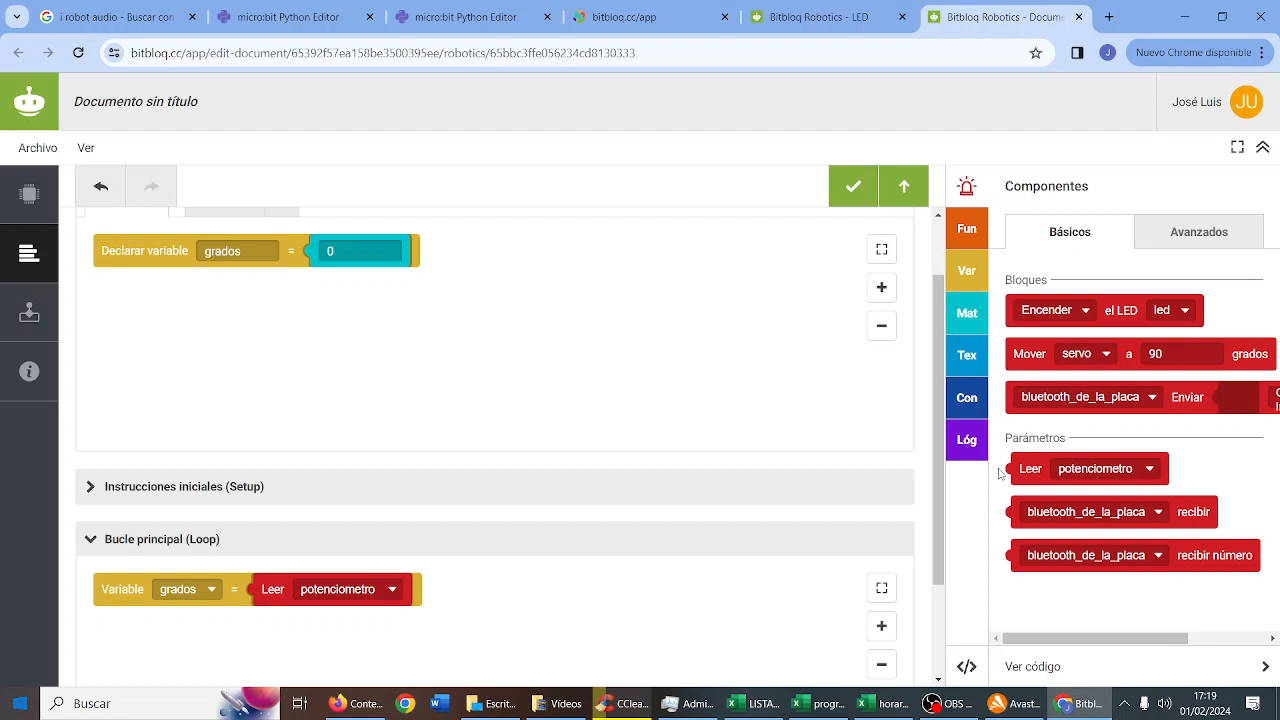 irobot audio - Buscar con
micro:bit Python Editor
micro:bit Python Editor
bitbloq.cc/app
Bitbloq Robotics - LED
Bitbloq Robotics - Docume
bitbloq.cc/app/edit-document/65392f57ea158be3500395ee/robotics/65bbc3ffe056234cd8130333
J
Nuevo Chrome disponible
Documento sin título
José Luis
JU
Archivo
Ver
Componentes
Básicos
Avanzados
Fun
Var
Mat
Tex
Con
Lóg
Declarar variable grados = 0
Bloques
Encender el LED led
Mover servo a 90 grados
bluetooth_de_la_placa Enviar
Parámetros
Leer potenciometro
bluetooth_de_la_placa recibir
bluetooth_de_la_placa recibir número
Instrucciones iniciales (Setup)
Bucle principal (Loop)
Variable grados = Leer potenciometro
Ver código
Buscar
Conte
Escrit...
Vídeos
CClea
Admi
LISTA
progr
horar
OBS
Avast
Bitbl
17:19
01/02/2024